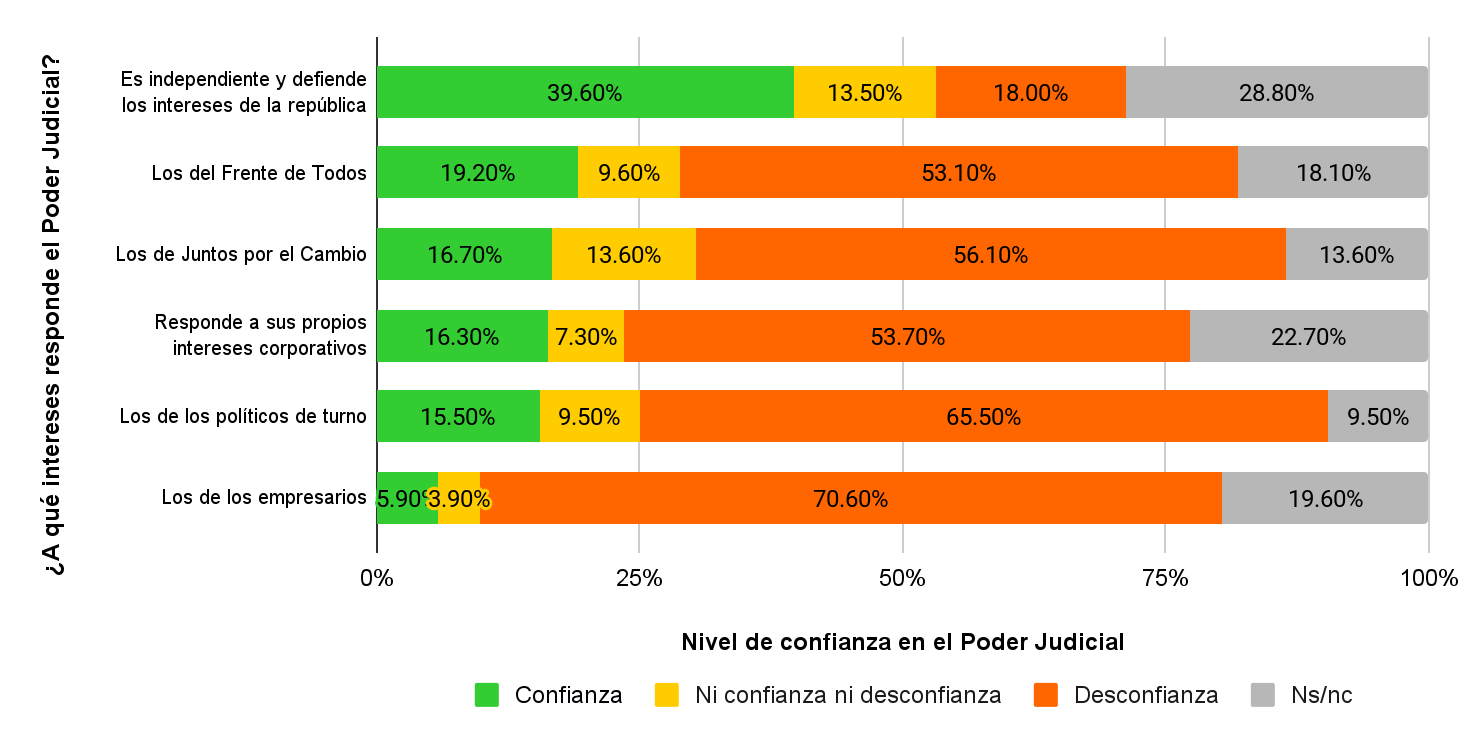 ¿A qué intereses responde el Poder Judicial?
Es independiente y defiende
los intereses de la república
39.60%
13.50%
18.00%
28.80%
Los del Frente de Todos
19.20%
9.60%
53.10%
18.10%
Los de Juntos por el Cambio
16.70%
13.60%
56.10%
13.60%
Responde a sus propios
intereses corporativos
16.30%
7.30%
53.70%
22.70%
Los de los políticos de turno
15.50%
9.50%
65.50%
9.50%
Los de los empresarios
5.90%
3.90%
70.60%
19.60%
0%
25%
50%
75%
100%
Nivel de confianza en el Poder Judicial
Confianza
Ni confianza ni desconfianza
Desconfianza
Ns/nc